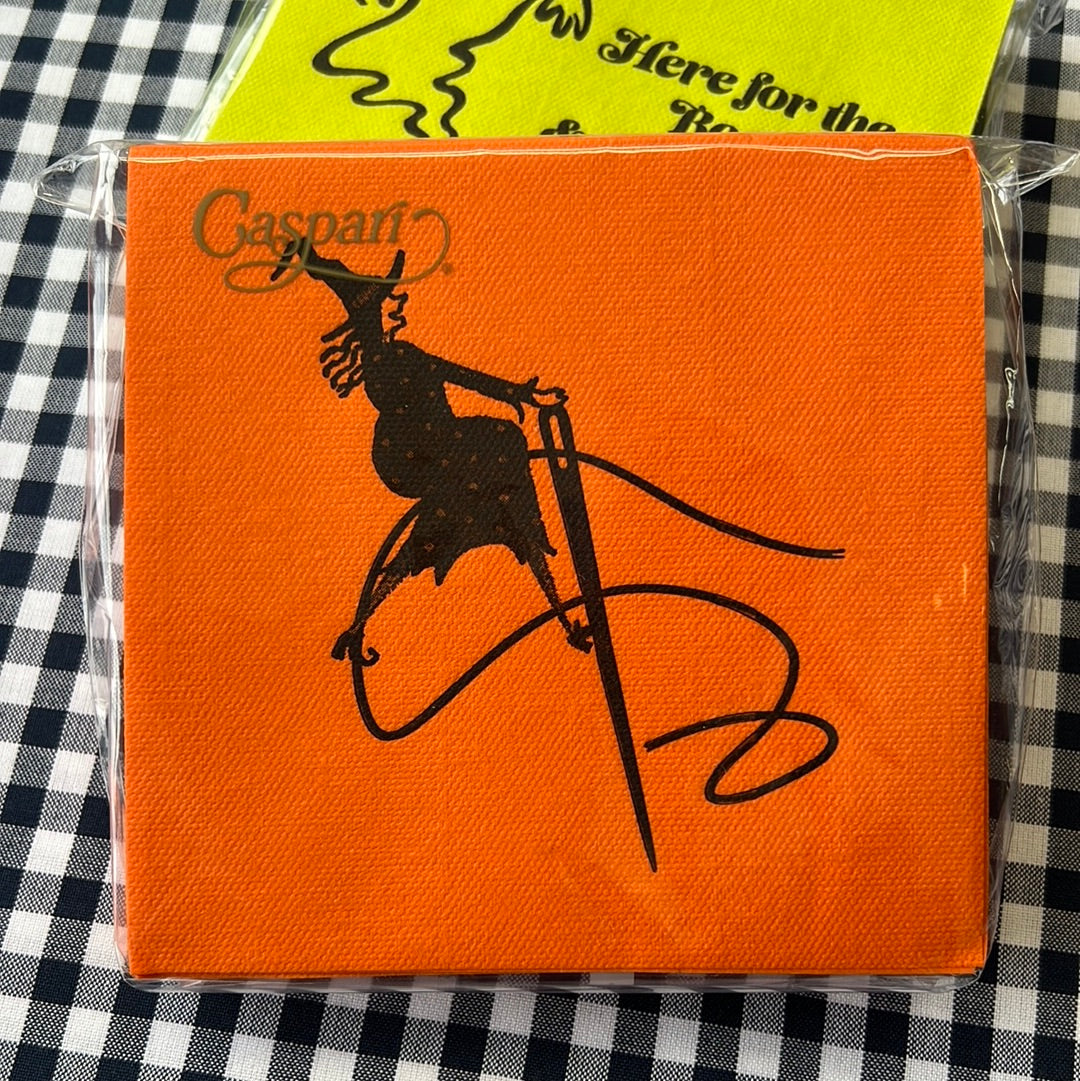 Here for the
Caspari